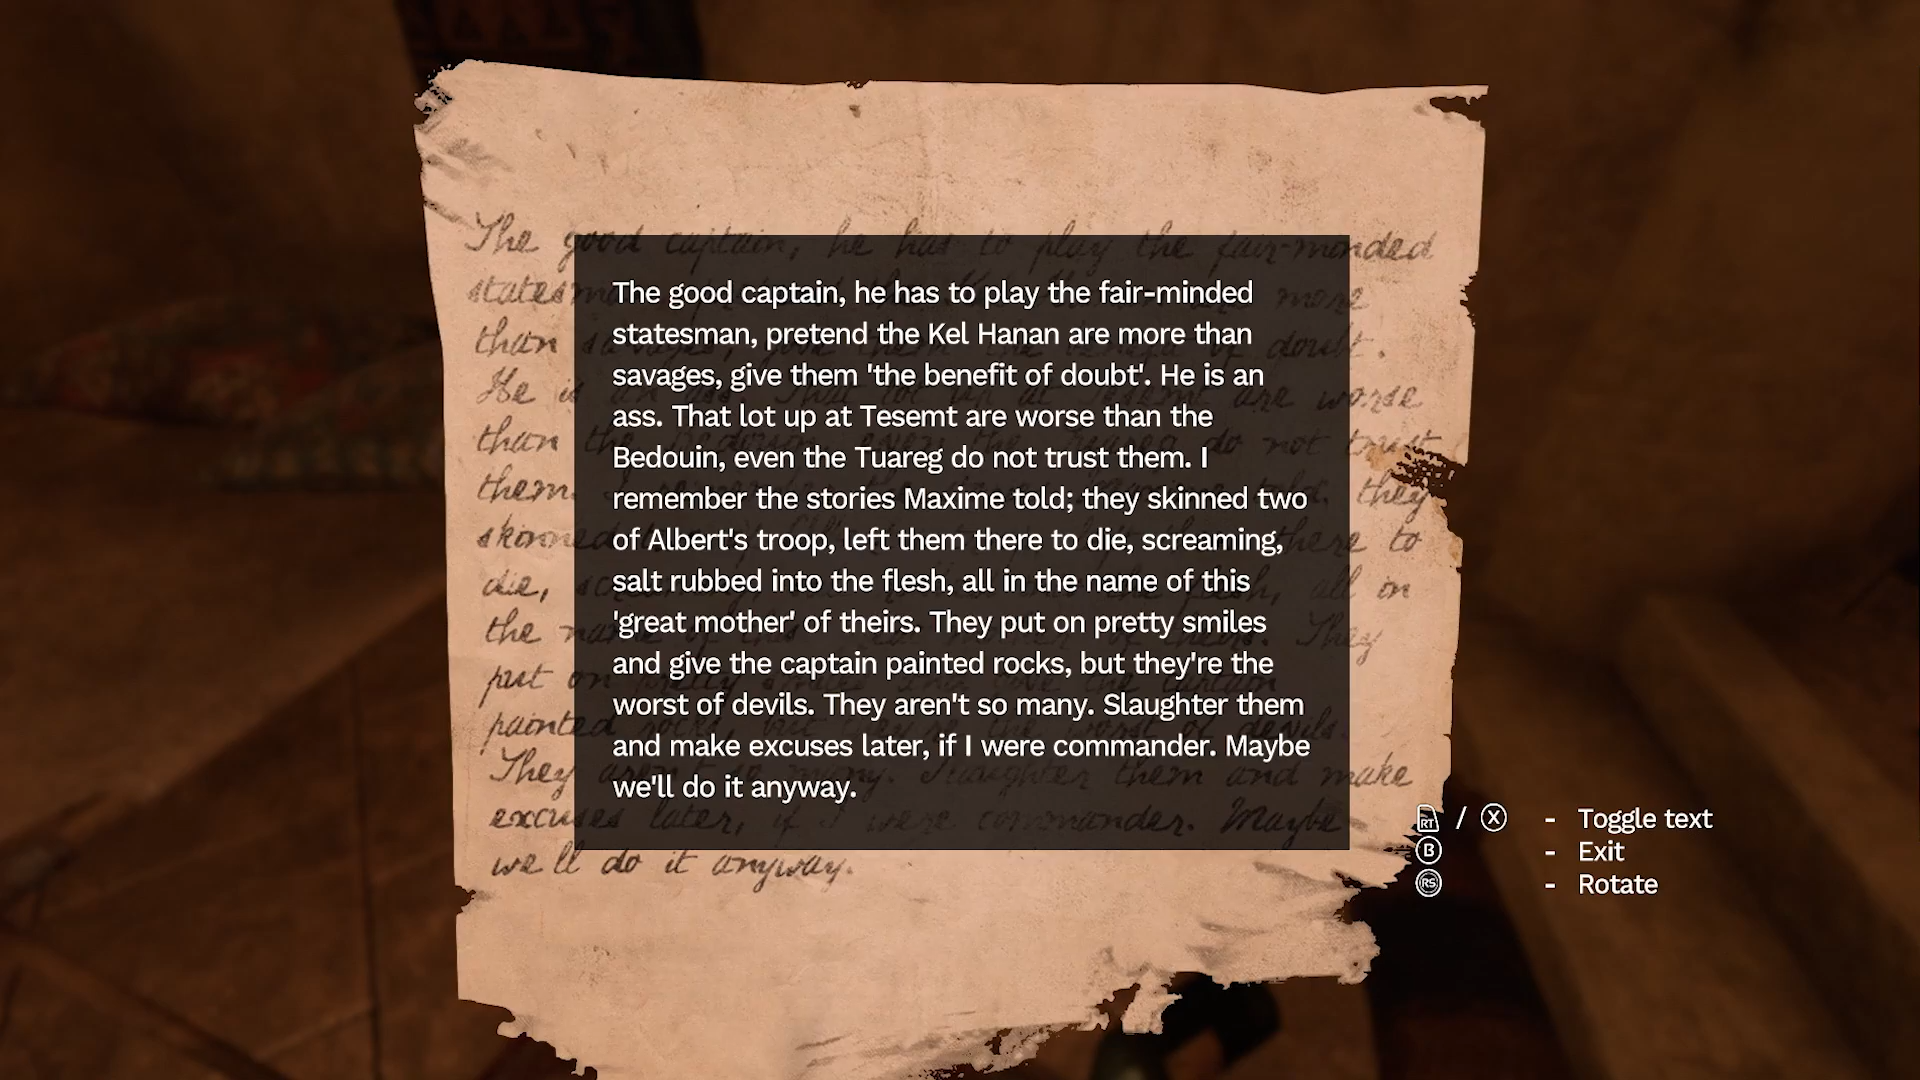 The good captain, he has to play the fair-minded
statesman, pretend the Kel Hanan are more than
savages, give them 'the benefit of doubt'. He is an
ass. That lot up at Tesemt are worse than the
Bedouin, even the Tuareg do not trust them. I
remember the stories Maxime told; they skinned two
of Albert's troop, left them there to die, screaming,
salt rubbed into the flesh, all in the name of this
'great mother' of theirs. They put on pretty smiles
and give the captain painted rocks, but they're the
worst of devils. They aren't so many. Slaughter them
and make excuses later, if I were commander. Maybe
we'll do it anyway.
RT / X - Toggle text
B - Exit
RS - Rotate